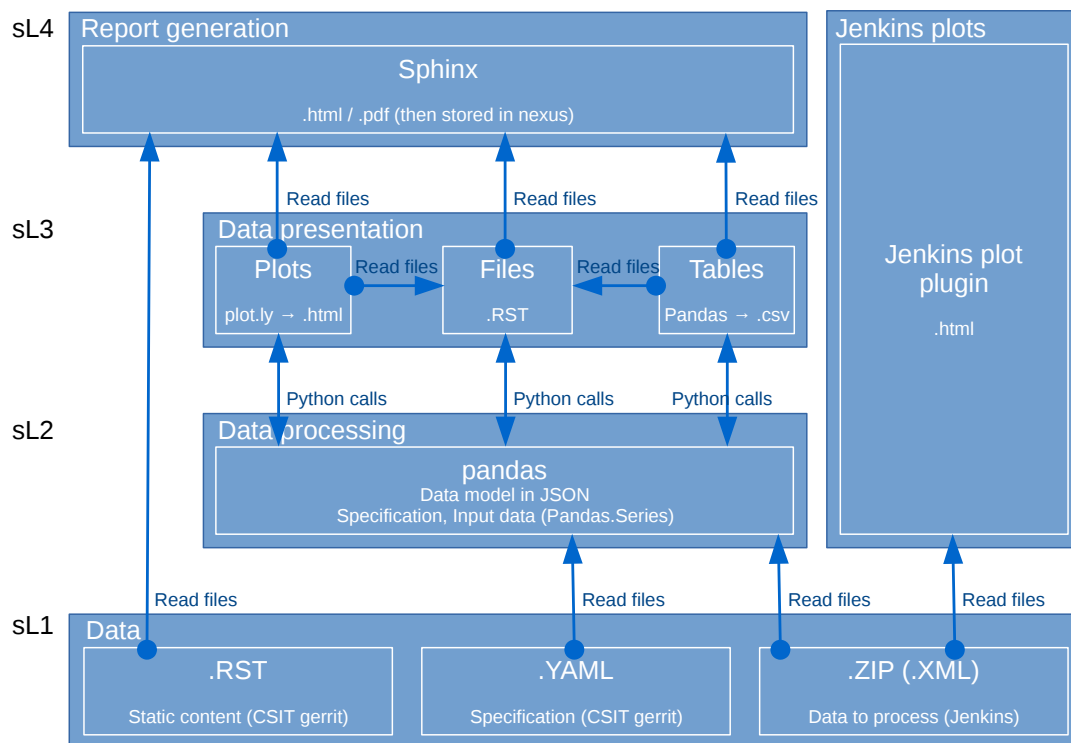 sL4
Report generation
Sphinx
.html / .pdf (then stored in nexus)
Jenkins plots
Jenkins plot
plugin
.html
Read files
Read files
Read files
sL3
Data presentation
Plots
plot.ly → .html
Read files
Files
.RST
Read files
Tables
Pandas → .csv
Python calls
Python calls
Python calls
sL2
Data processing
pandas
Data model in JSON
Specification, Input data (Pandas.Series)
Read files
Read files
Read files
Read files
sL1
Data
.RST
Static content (CSIT gerrit)
.YAML
Specification (CSIT gerrit)
.ZIP (.XML)
Data to process (Jenkins)